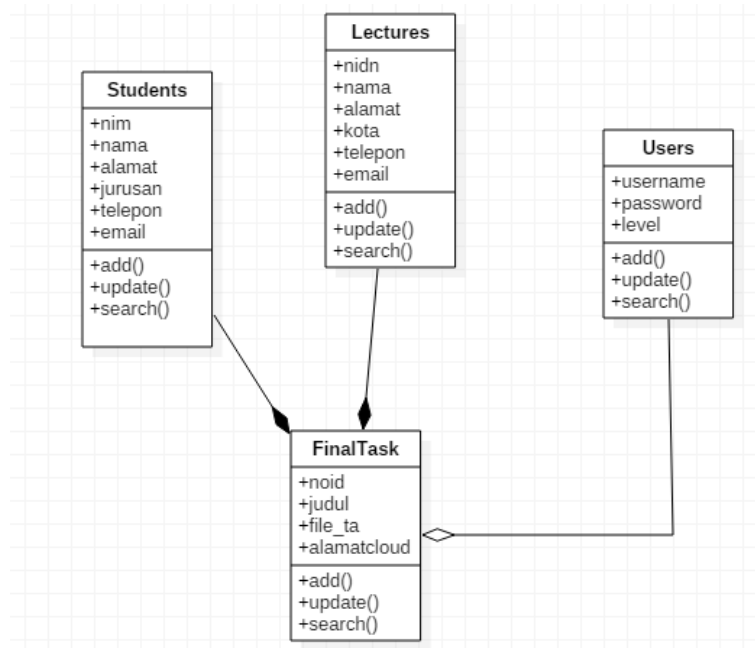 Students
+nim
+nama
+alamat
+jurusan
+telepon
+email
+add()
+update()
+search()
Lectures
+nidn
+nama
+alamat
+kota
+telepon
+email
+add()
+update()
+search()
Users
+username
+password
+level
+add()
+update()
+search()
FinalTask
+noid
+judul
+file_ta
+alamatcloud
+add()
+update()
+search()